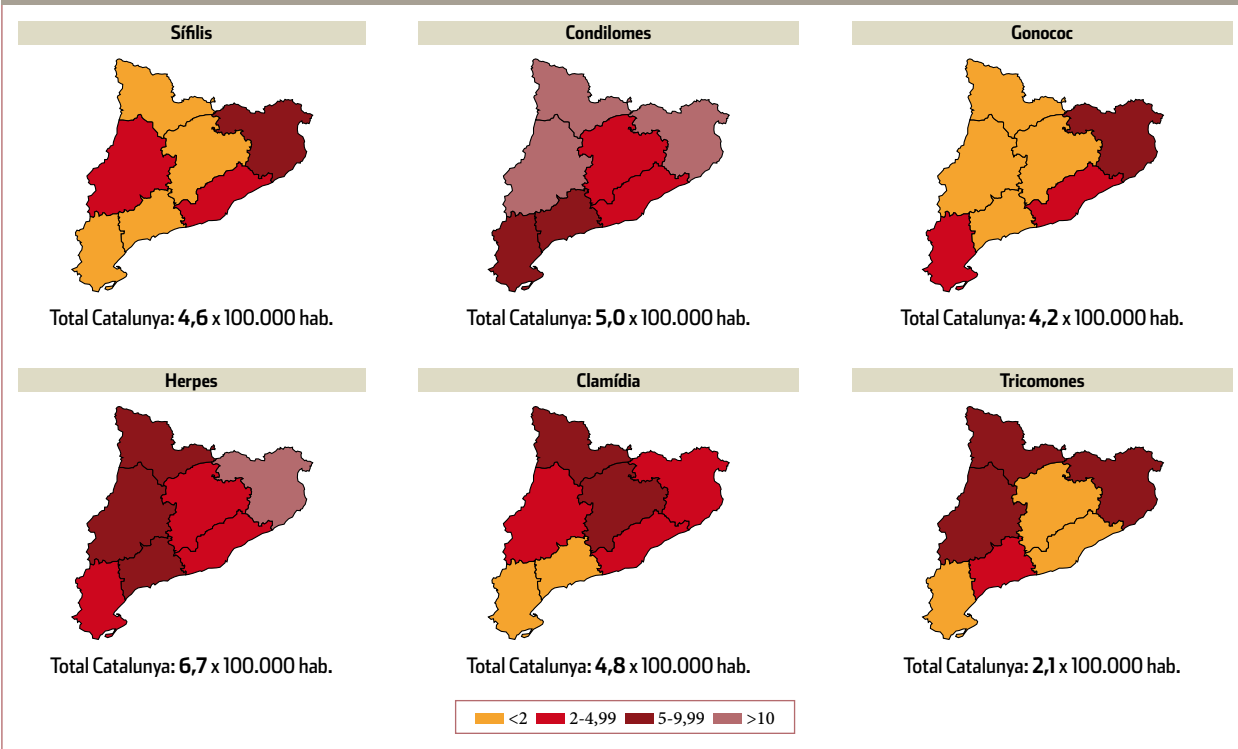 Sífilis
Condilomes
Gonococ
Total Catalunya: 4,6 x 100.000 hab.
Total Catalunya: 5,0 x 100.000 hab.
Total Catalunya: 4,2 x 100.000 hab.
Herpes
Clamídia
Tricomones
Total Catalunya: 6,7 x 100.000 hab.
Total Catalunya: 4,8 x 100.000 hab.
Total Catalunya: 2,1 x 100.000 hab.
<2 2-4,99 5-9,99 >10